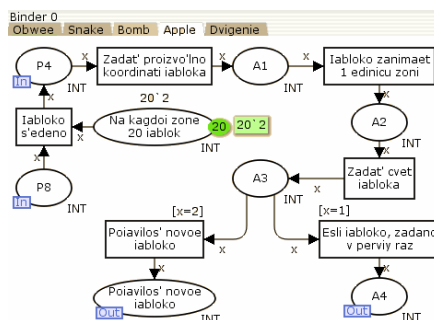 Binder 0
Obwee Snake Bomb Apple Dvigenie
P4
In
INT
x
x
Zadat' proizvo'lno
koordinati iabloka
x
A1
INT
x
Iabloko zanimaet
1 edinicu zoni
x
20`2
Iabloko
s'edeno
x
Na kagdoi zone
20 iablok
20
20`2
INT
A2
INT
x
x
P8
In
INT
A3
INT
x
Zadat' cvet
iabloka
[x=2]
[x=1]
Poiavilos' novoe
iabloko
x
x
Esli iabloko, zadano
v perviy raz
x
x
Poiavilos' novoe
iabloko
Out
INT
A4
Out
INT